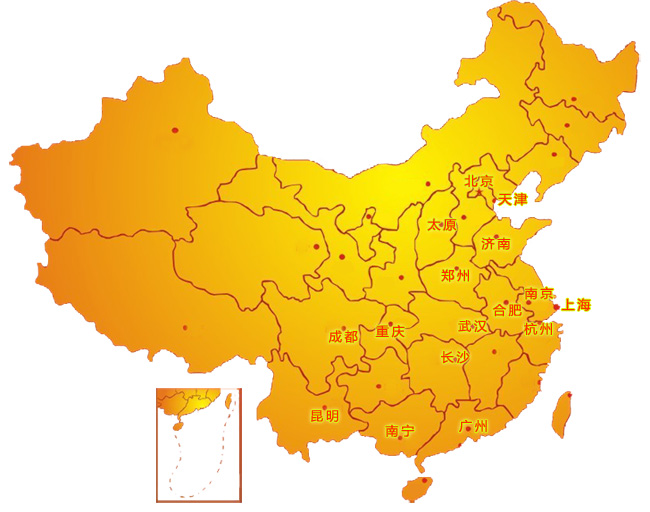 北京
天津
太原
济南
郑州
南京
上海
合肥
杭州
武汉
成都
重庆
长沙
昆明
南宁
广州